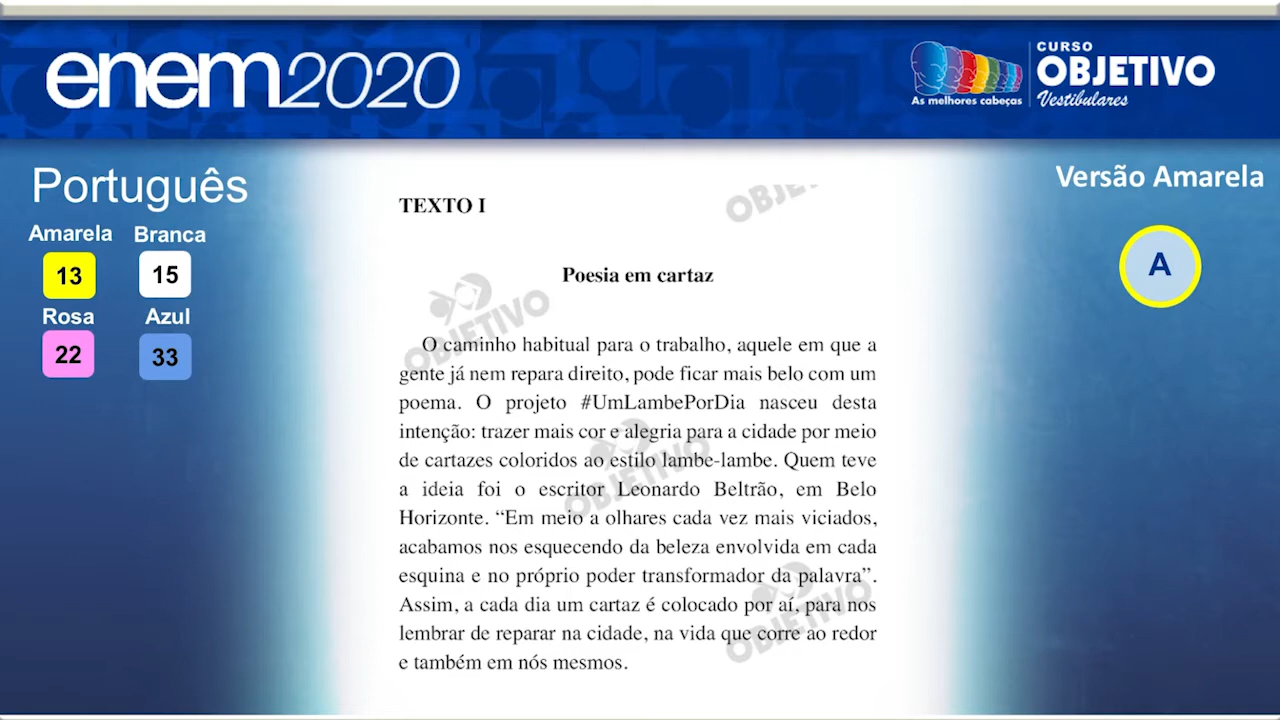 enem2020
CURSO
OBJETIVO
As melhores cabeças
Vestibulares
Português
Versão Amarela
Amarela Branca
13 15
Rosa Azul
22 33
A
TEXTO I
OBJETIVO
Poesia em cartaz
OBJETIVO
O caminho habitual para o trabalho, aquele em que a
gente já nem repara direito, pode ficar mais belo com um
poema. O projeto #UmLambePorDia nasceu desta
intenção: trazer mais cor e alegria para a cidade por meio
de cartazes coloridos ao estilo lambe-lambe. Quem teve
OBJETIVO
a ideia foi o escritor Leonardo Beltrão, em Belo
Horizonte. “Em meio a olhares cada vez mais viciados,
acabamos nos esquecendo da beleza envolvida em cada
esquina e no próprio poder transformador da palavra”.
Assim, a cada dia um cartaz é colocado por aí, para nos
OBJETIVO
lembrar de reparar na cidade, na vida que corre ao redor
e também em nós mesmos.